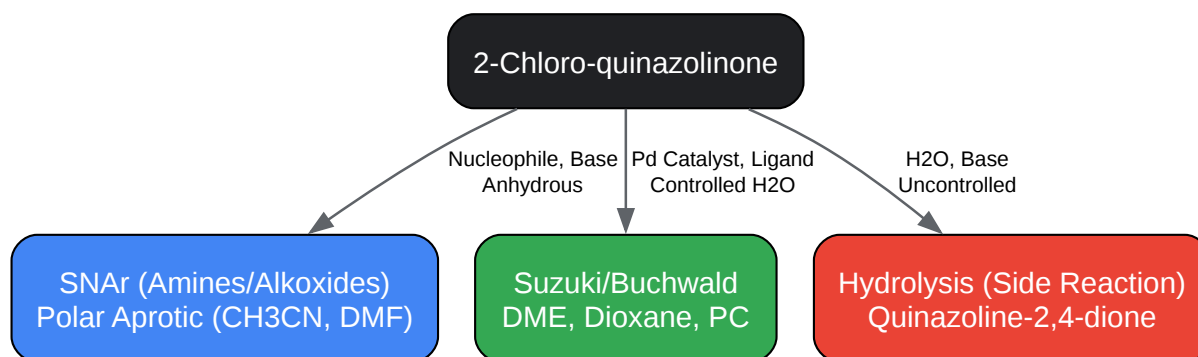 2-Chloro-quinazolinone
Nucleophile, Base
Anhydrous
Pd Catalyst, Ligand
Controlled H2O
H2O, Base
Uncontrolled
SNAr (Amines/Alkoxides)
Polar Aprotic (CH3CN, DMF)
Suzuki/Buchwald
DME, Dioxane, PC
Hydrolysis (Side Reaction)
Quinazoline-2,4-dione